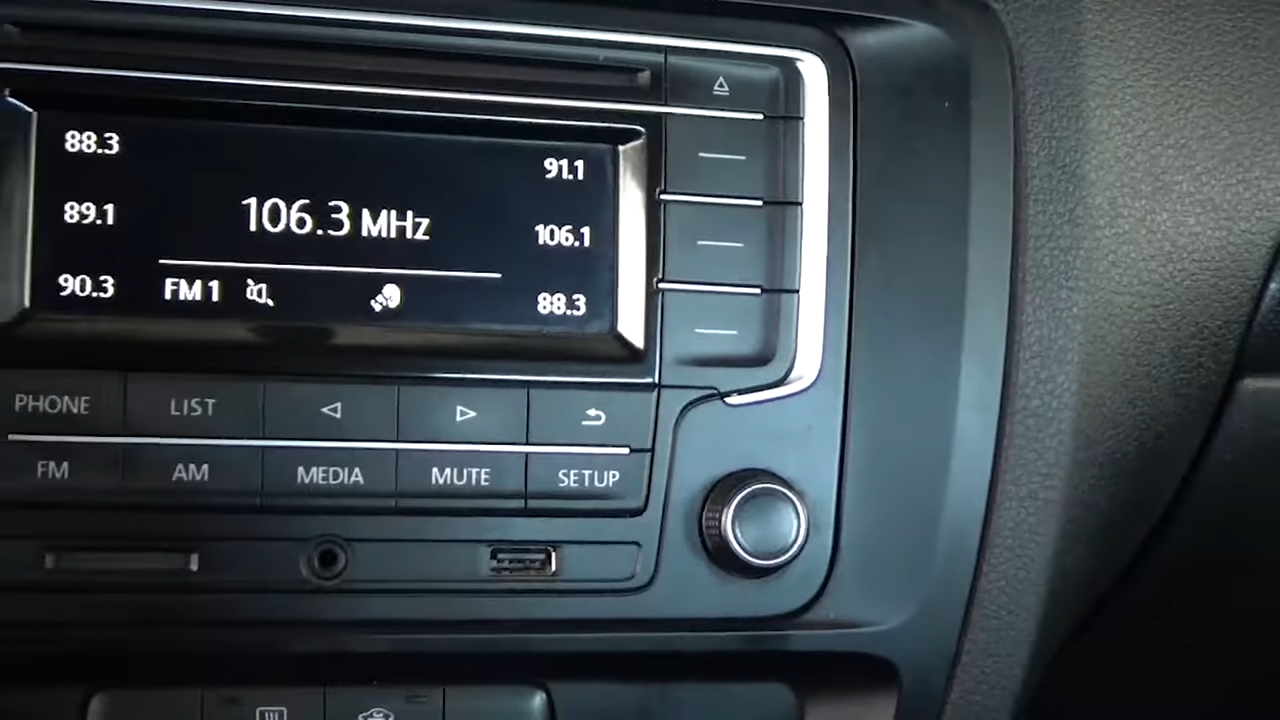 88.3
91.1
89.1
106.3 MHz
106.1
90.3
FM 1
88.3
PHONE
LIST
FM
AM
MEDIA
MUTE
SETUP